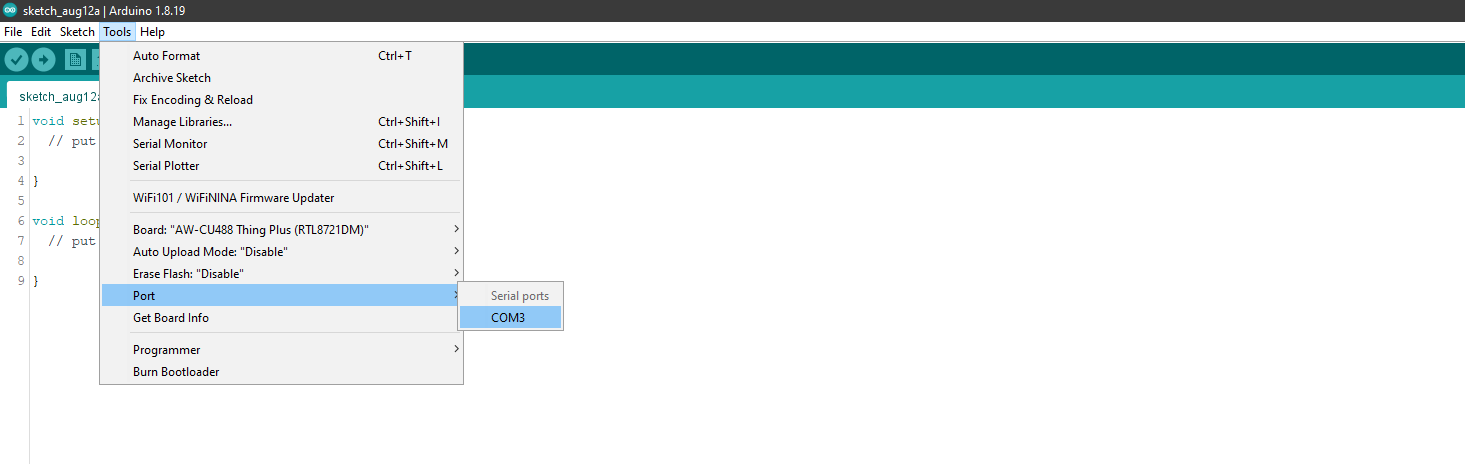 sketch_aug12a | Arduino 1.8.19
File Edit Sketch Tools Help
Auto Format Ctrl+T
Archive Sketch
sketch_aug12a
Fix Encoding & Reload
1 void setu
Manage Libraries... Ctrl+Shift+I
2 // put
Serial Monitor Ctrl+Shift+M
3
Serial Plotter Ctrl+Shift+L
4 }
WiFi101 / WiFiNINA Firmware Updater
5
6 void loop
Board: "AW-CU488 Thing Plus (RTL8721DM)"
7 // put
Auto Upload Mode: "Disable"
8
Erase Flash: "Disable"
9 }
Port
Serial ports
Get Board Info
COM3
Programmer
Burn Bootloader